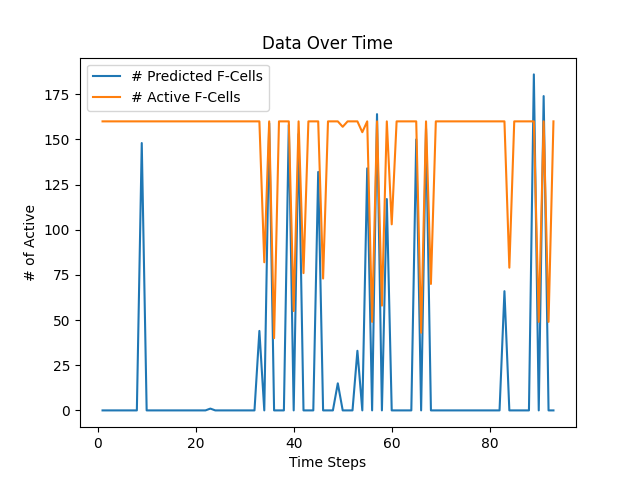 Data Over Time
# Predicted F-Cells
# Active F-Cells
# of Active
175
150
125
100
75
50
25
0
0 20 40 60 80
Time Steps